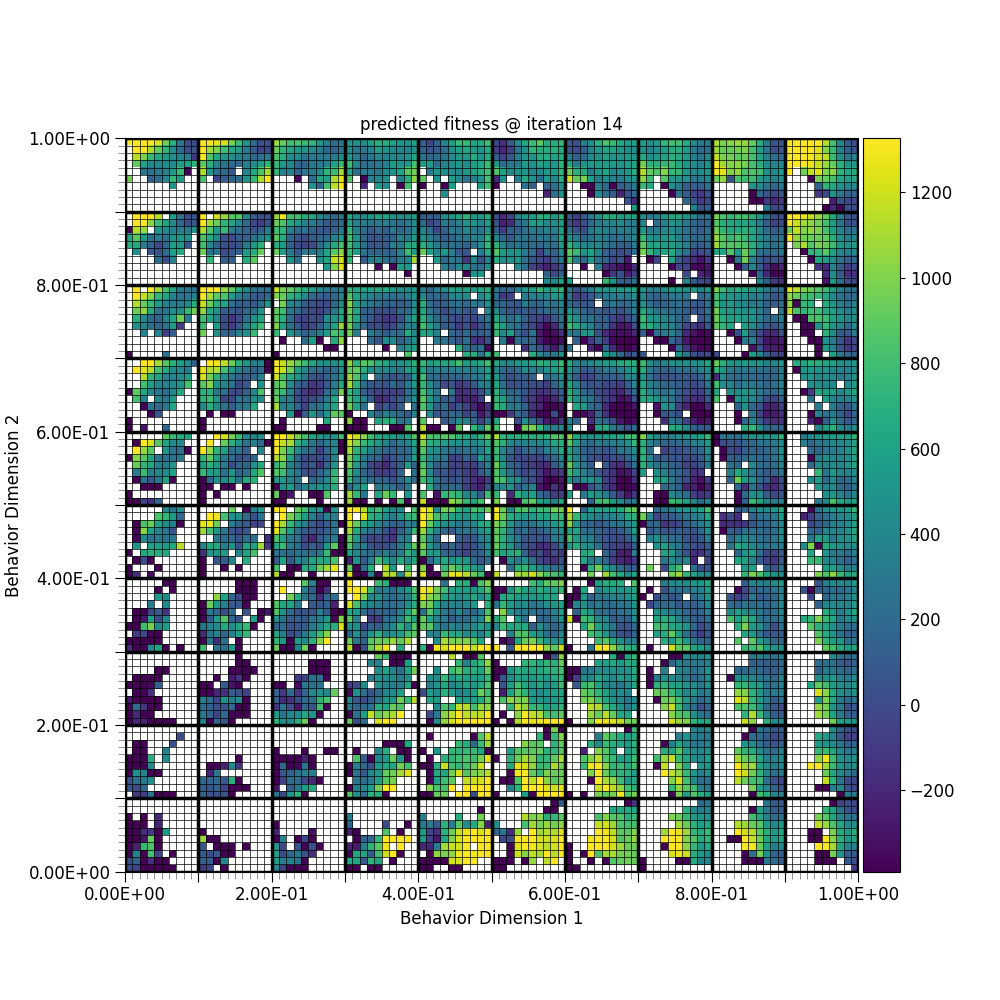 predicted fitness @ iteration 14
1.00E+00
8.00E-01
6.00E-01
4.00E-01
2.00E-01
0.00E+00
Behavior Dimension 2
0.00E+00 2.00E-01 4.00E-01 6.00E-01 8.00E-01 1.00E+00
Behavior Dimension 1
1200
1000
800
600
400
200
0
−200